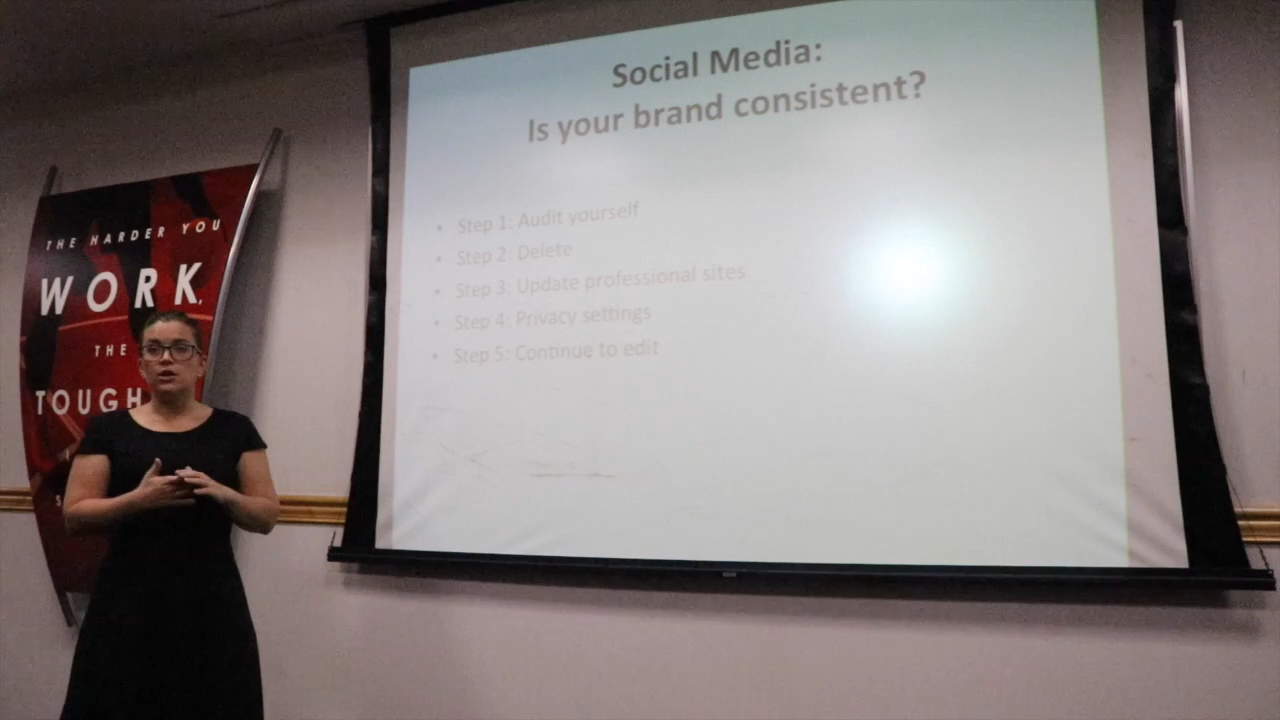 Social Media:
Is your brand consistent?
• Step 1: Audit yourself
• Step 2: Delete
• Step 3: Update professional sites
• Step 4: Privacy settings
• Step 5: Continue to edit
THE HARDER YOU
WORK,
THE
TOUGH